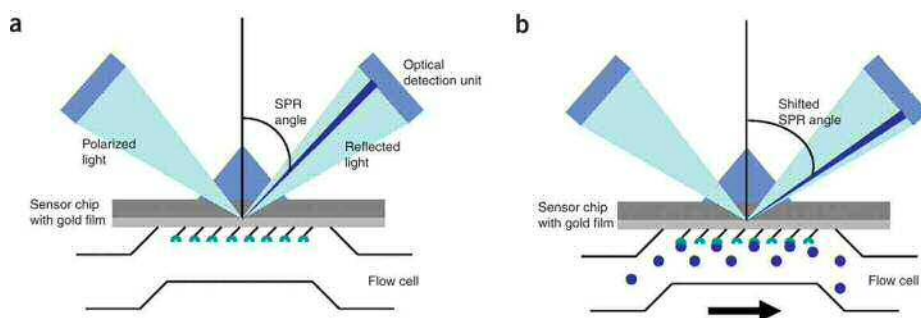 a
Optical
detection unit
SPR
angle
Polarized
light
Reflected
light
Sensor chip
with gold film
Flow cell
b
Shifted
SPR angle
Sensor chip
with gold film
Flow cell